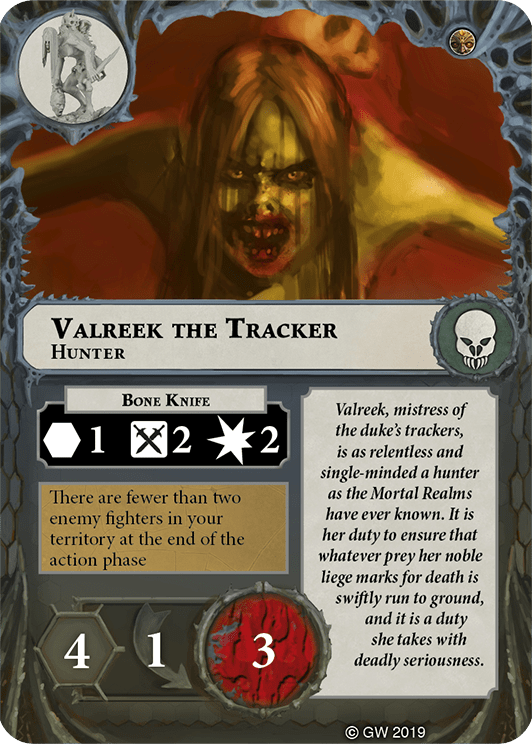 Valreek the Tracker
Hunter
Bone Knife
1 2 2
There are fewer than two
enemy fighters in your
territory at the end of the
action phase
4 1 3
Valreek, mistress of
the duke's trackers,
is as relentless and
single-minded a hunter
as the Mortal Realms
have ever known. It is
her duty to ensure that
whatever prey her noble
liege marks for death is
swiftly run to ground,
and it is a duty
she takes with
deadly seriousness.
© GW 2019